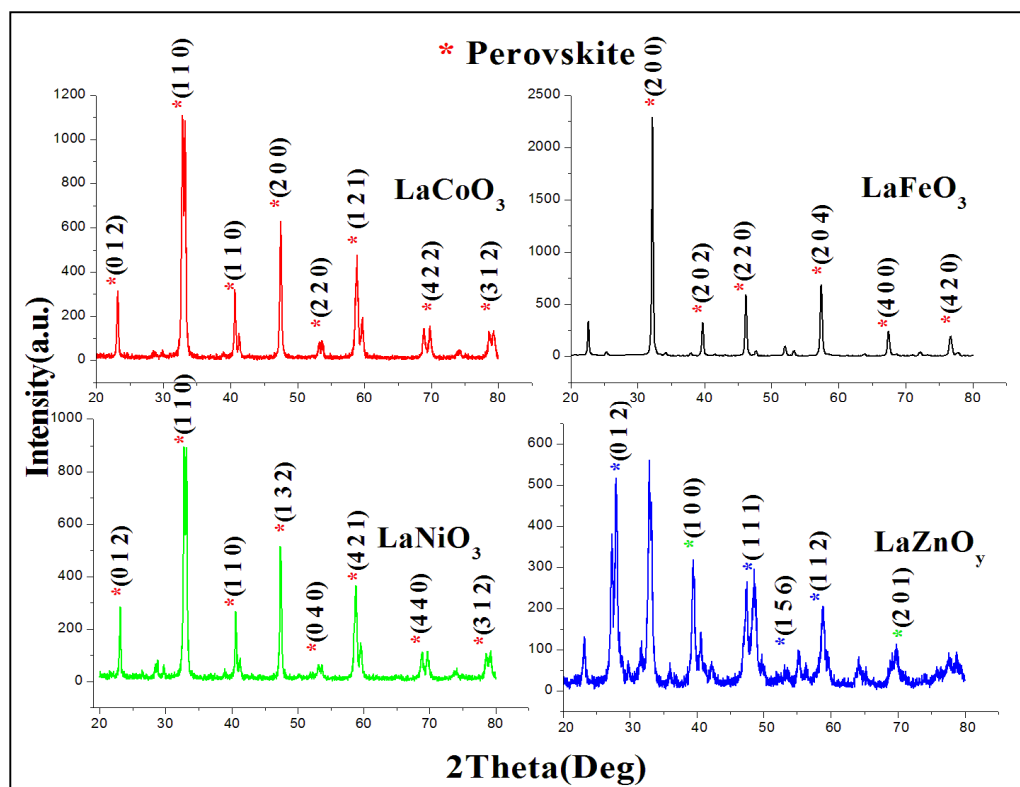 * Perovskite
Intensity(a.u.)
2Theta(Deg)
LaCoO3
*(0 1 2)
*(1 1 0)
*(1 1 0)
*(2 0 0)
*(2 2 0)
*(1 2 1)
*(4 2 2)
*(3 1 2)
1200
1000
800
600
400
200
0
20 30 40 50 60 70 80
LaFeO3
*(2 0 0)
*(2 0 2)
*(2 2 0)
*(2 0 4)
*(4 0 0)
*(4 2 0)
2500
2000
1500
1000
500
0
20 30 40 50 60 70 80
LaNiO3
*(0 1 2)
*(1 1 0)
*(1 1 0)
*(1 3 2)
*(0 4 0)
*(4 2 1)
*(4 4 0)
*(3 1 2)
1000
800
600
400
200
0
20 30 40 50 60 70 80
LaZnOy
*(0 1 2)
*(1 0 0)
*(1 1 1)
*(1 5 6)
*(1 1 2)
*(2 0 1)
600
500
400
300
200
100
0
20 30 40 50 60 70 80